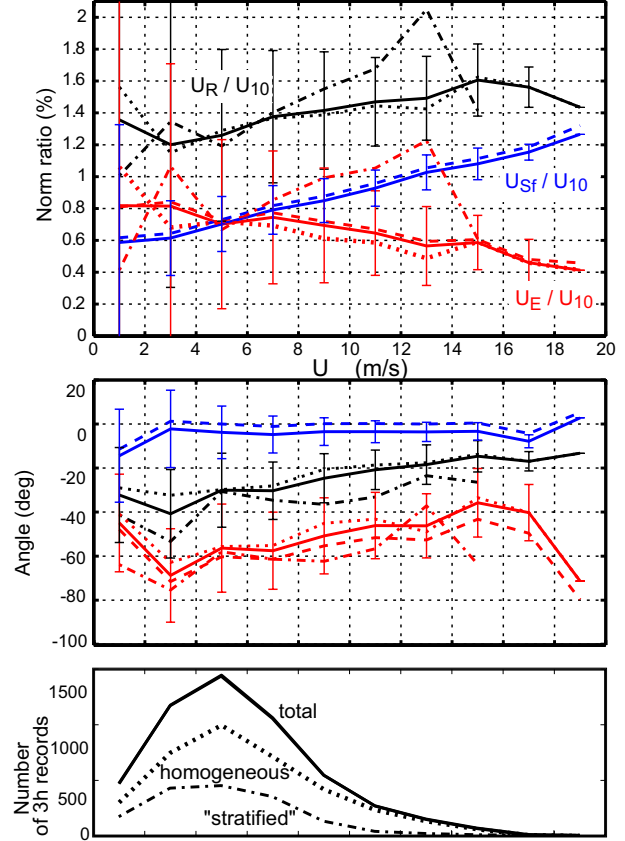 2
1.8
1.6
1.4
1.2
1
0.8
0.6
0.4
0.2
0
Norm ratio (%)
U_R / U_10
U_Sf / U_10
U_E / U_10
0 2 4 6 8 10 12 14 16 18 20
U (m/s)
20
0
-20
-40
-60
-80
-100
Angle (deg)
1500
1000
500
0
Number
of 3h records
total
homogeneous
"stratified"